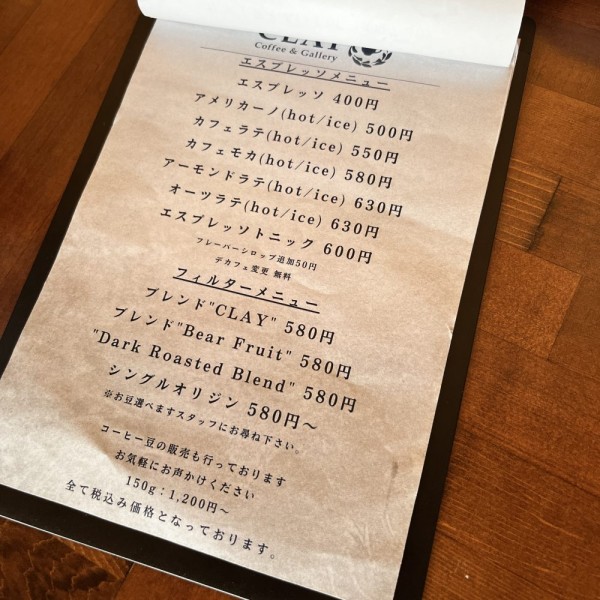 CLAY
Coffee & Gallery
エスプレッソメニュー
エスプレッソ 400円
アメリカーノ(hot/ice) 500円
カフェラテ(hot/ice) 550円
カフェモカ(hot/ice) 580円
アーモンドラテ(hot/ice) 630円
オーツラテ(hot/ice) 630円
エスプレッソトニック 600円
フレーバーシロップ追加50円
デカフェ変更 無料
フィルターメニュー
ブレンド"CLAY" 580円
ブレンド"Bear Fruit" 580円
"Dark Roasted Blend" 580円
シングルオリジン 580円～
※お豆選べますスタッフにお尋ね下さい。
コーヒー豆の販売も行っております
お気軽にお声かけください
150g：1,200円～
全て税込み価格となっております。